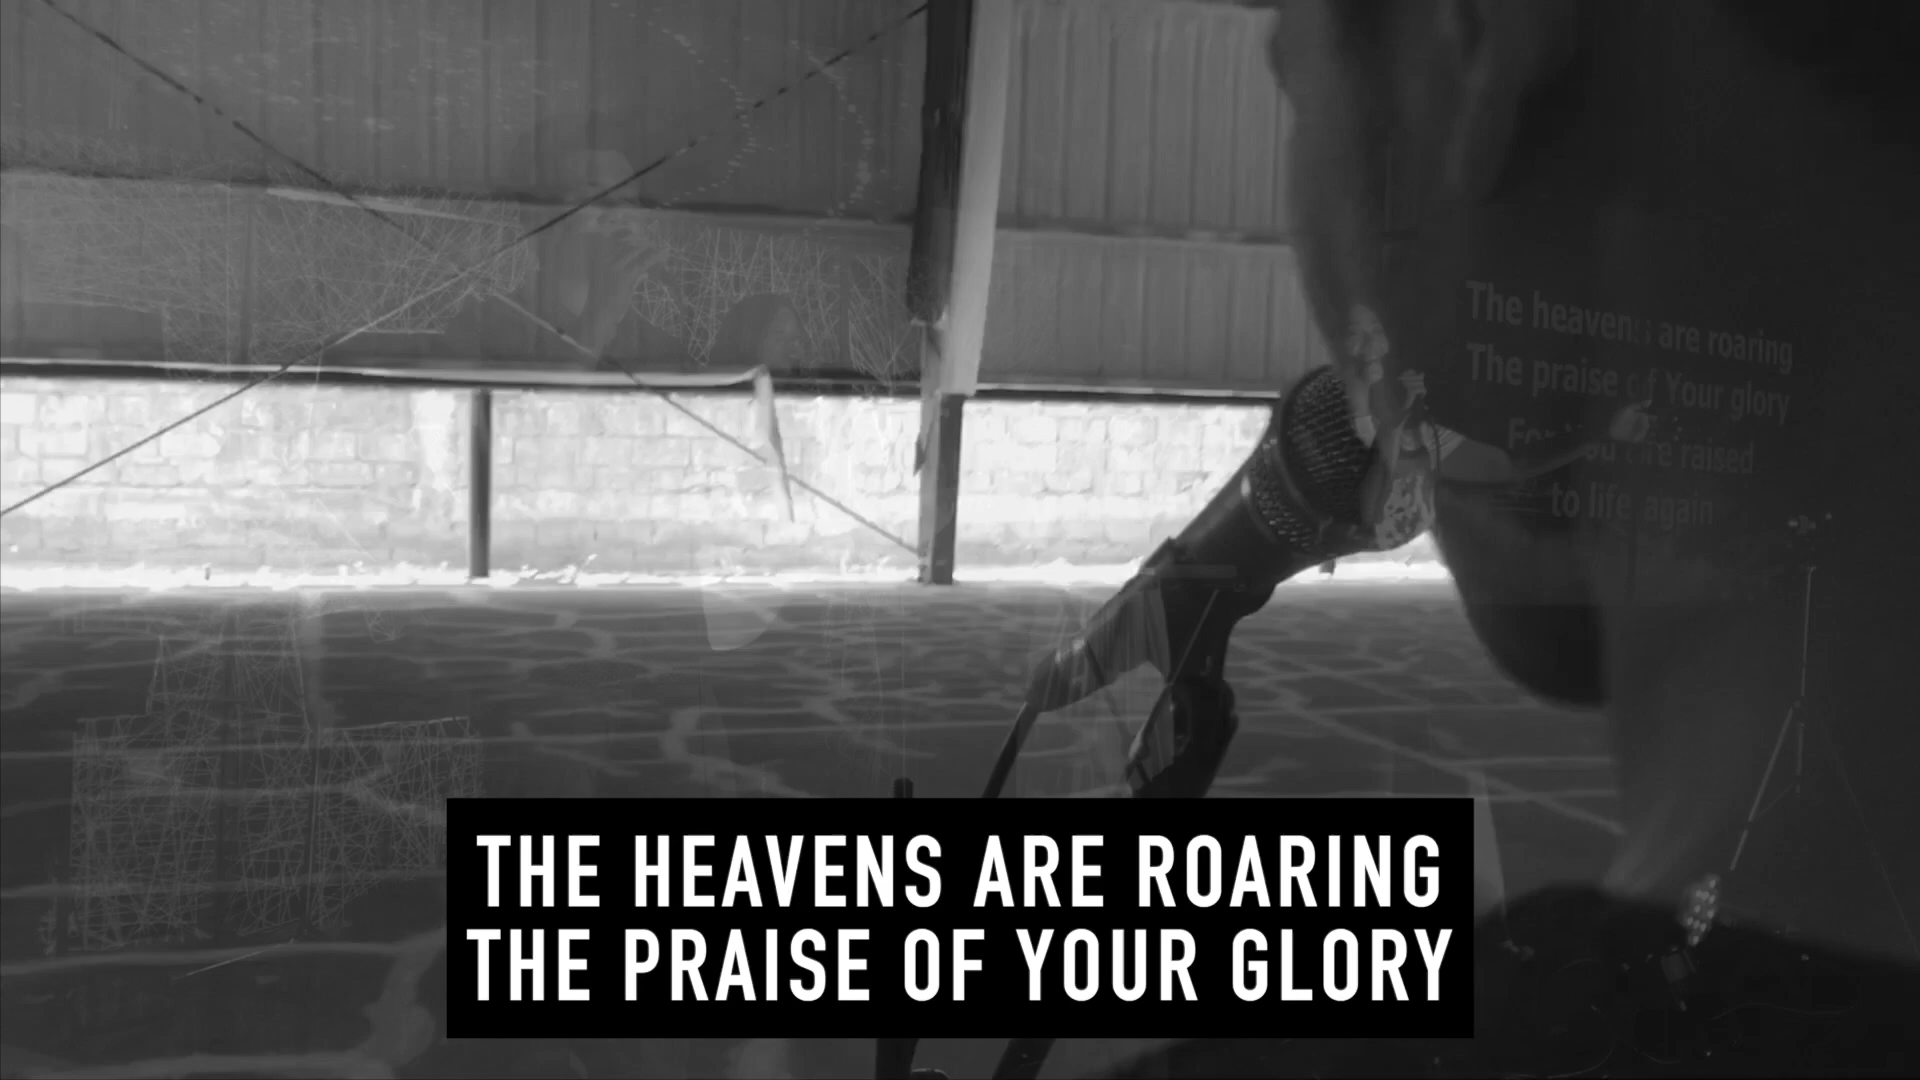 The heavens are roaring
The praise of Your glory
raised
to life again
THE HEAVENS ARE ROARING
THE PRAISE OF YOUR GLORY